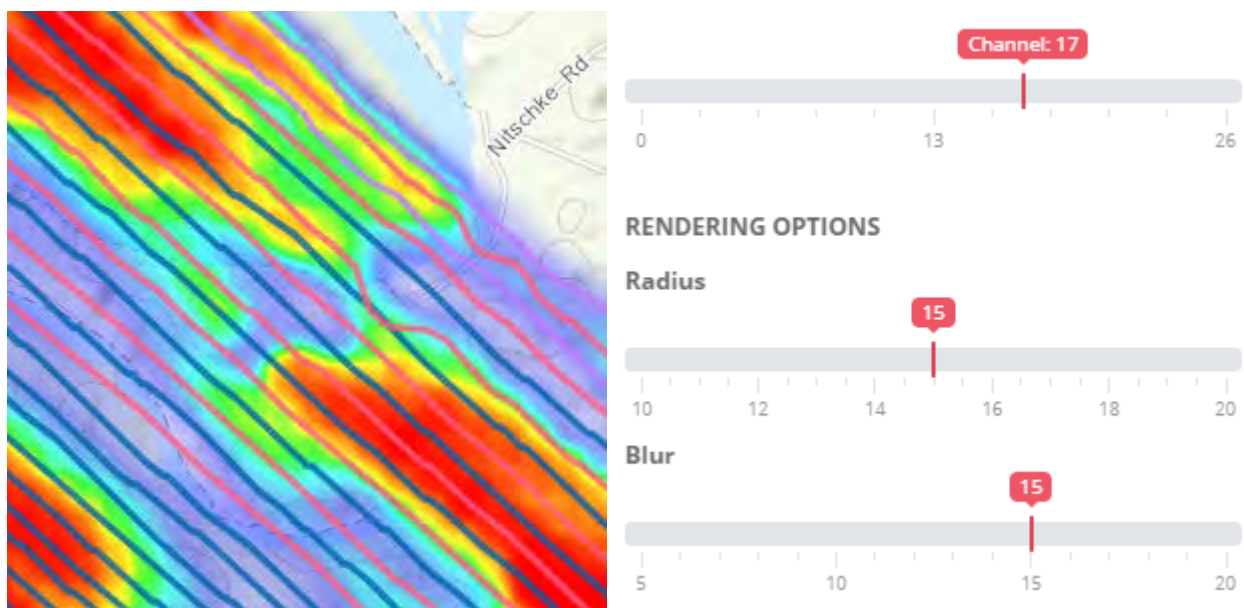 Nitschke-Rd
Channel: 17
0 13 26
RENDERING OPTIONS
Radius
15
10 12 14 16 18 20
Blur
15
5 10 15 20